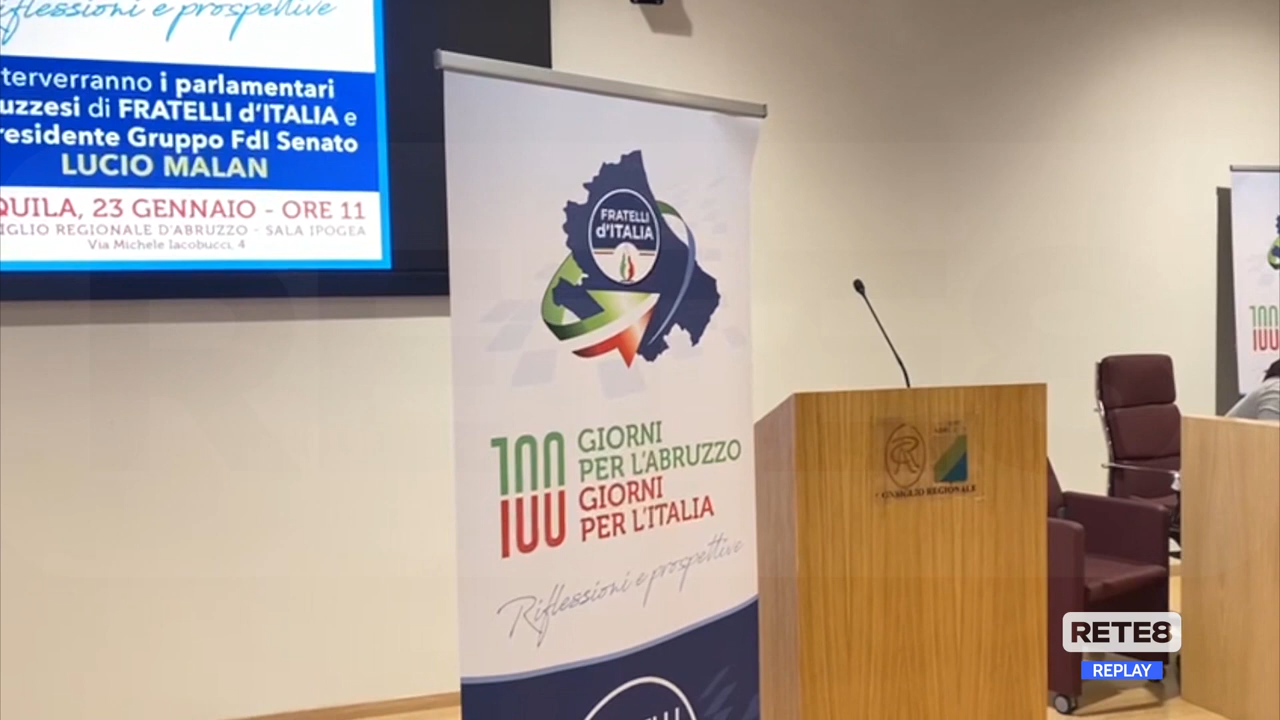 iflessioni e prospettive
terverranno i parlamentari
uzzesi di FRATELLI d'ITALIA e
residente Gruppo FdI Senato
LUCIO MALAN
QUILA, 23 GENNAIO - ORE 11
IGLIO REGIONALE D'ABRUZZO - SALA IPOGEA
Via Michele Iacobucci, 4
FRATELLI
d'ITALIA
100 GIORNI
PER L'ABRUZZO
GIORNI
PER L'ITALIA
Riflessioni e prospettive
CONSIGLIO REGIONALE
100
RETE8
REPLAY